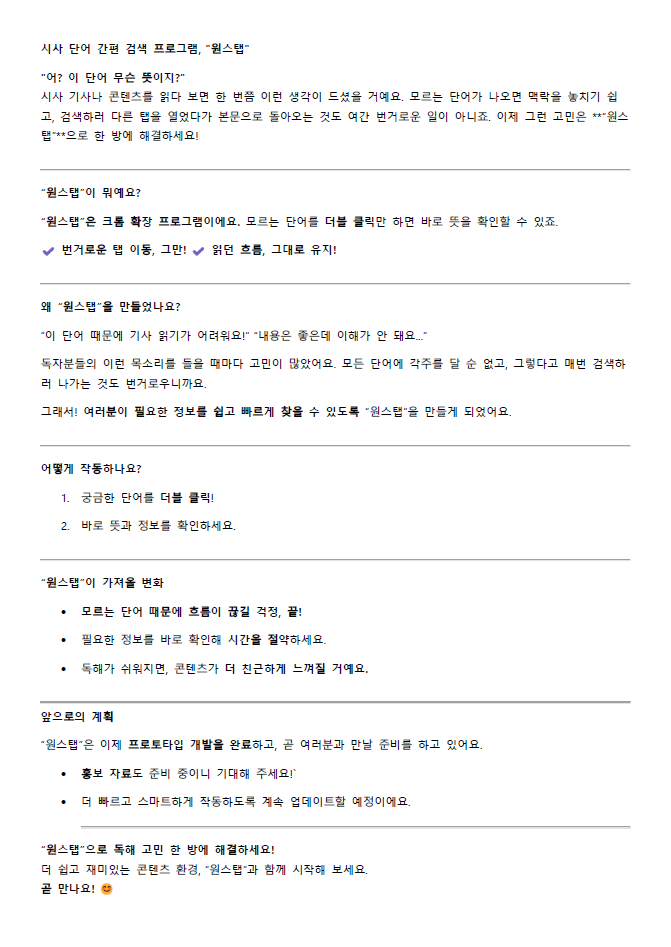 시사 단어 간편 검색 프로그램, "원스탭"
"어? 이 단어 무슨 뜻이지?"
시사 기사나 콘텐츠를 읽다 보면 한 번쯤 이런 생각이 드셨을 거예요. 모르는 단어가 나오면 맥락을 놓치기 쉽
고, 검색하러 다른 탭을 열었다가 본문으로 돌아오는 것도 여간 번거로운 일이 아니죠. 이제 그런 고민은 **"원스
탭"**으로 한 방에 해결하세요!
"원스탭"이 뭐예요?
"원스탭"은 크롬 확장 프로그램이에요. 모르는 단어를 더블 클릭만 하면 바로 뜻을 확인할 수 있죠.
✔ 번거로운 탭 이동, 그만! ✔ 읽던 흐름, 그대로 유지!
왜 "원스탭"을 만들었나요?
"이 단어 때문에 기사 읽기가 어려워요!" "내용은 좋은데 이해가 안 돼요..."
독자분들의 이런 목소리를 들을 때마다 고민이 많았어요. 모든 단어에 각주를 달 순 없고, 그렇다고 매번 검색하
러 나가는 것도 번거로우니까요.
그래서! 여러분이 필요한 정보를 쉽고 빠르게 찾을 수 있도록 "원스탭"을 만들게 되었어요.
어떻게 작동하나요?
1. 궁금한 단어를 더블 클릭!
2. 바로 뜻과 정보를 확인하세요.
"원스탭"이 가져올 변화
• 모르는 단어 때문에 흐름이 끊길 걱정, 끝!
• 필요한 정보를 바로 확인해 시간을 절약하세요.
• 독해가 쉬워지면, 콘텐츠가 더 친근하게 느껴질 거예요.
앞으로의 계획
"원스탭"은 이제 프로토타입 개발을 완료하고, 곧 여러분과 만날 준비를 하고 있어요.
• 홍보 자료도 준비 중이니 기대해 주세요!`
• 더 빠르고 스마트하게 작동하도록 계속 업데이트할 예정이에요.
"원스탭"으로 독해 고민 한 방에 해결하세요!
더 쉽고 재미있는 콘텐츠 환경, "원스탭"과 함께 시작해 보세요.
곧 만나요! 😊